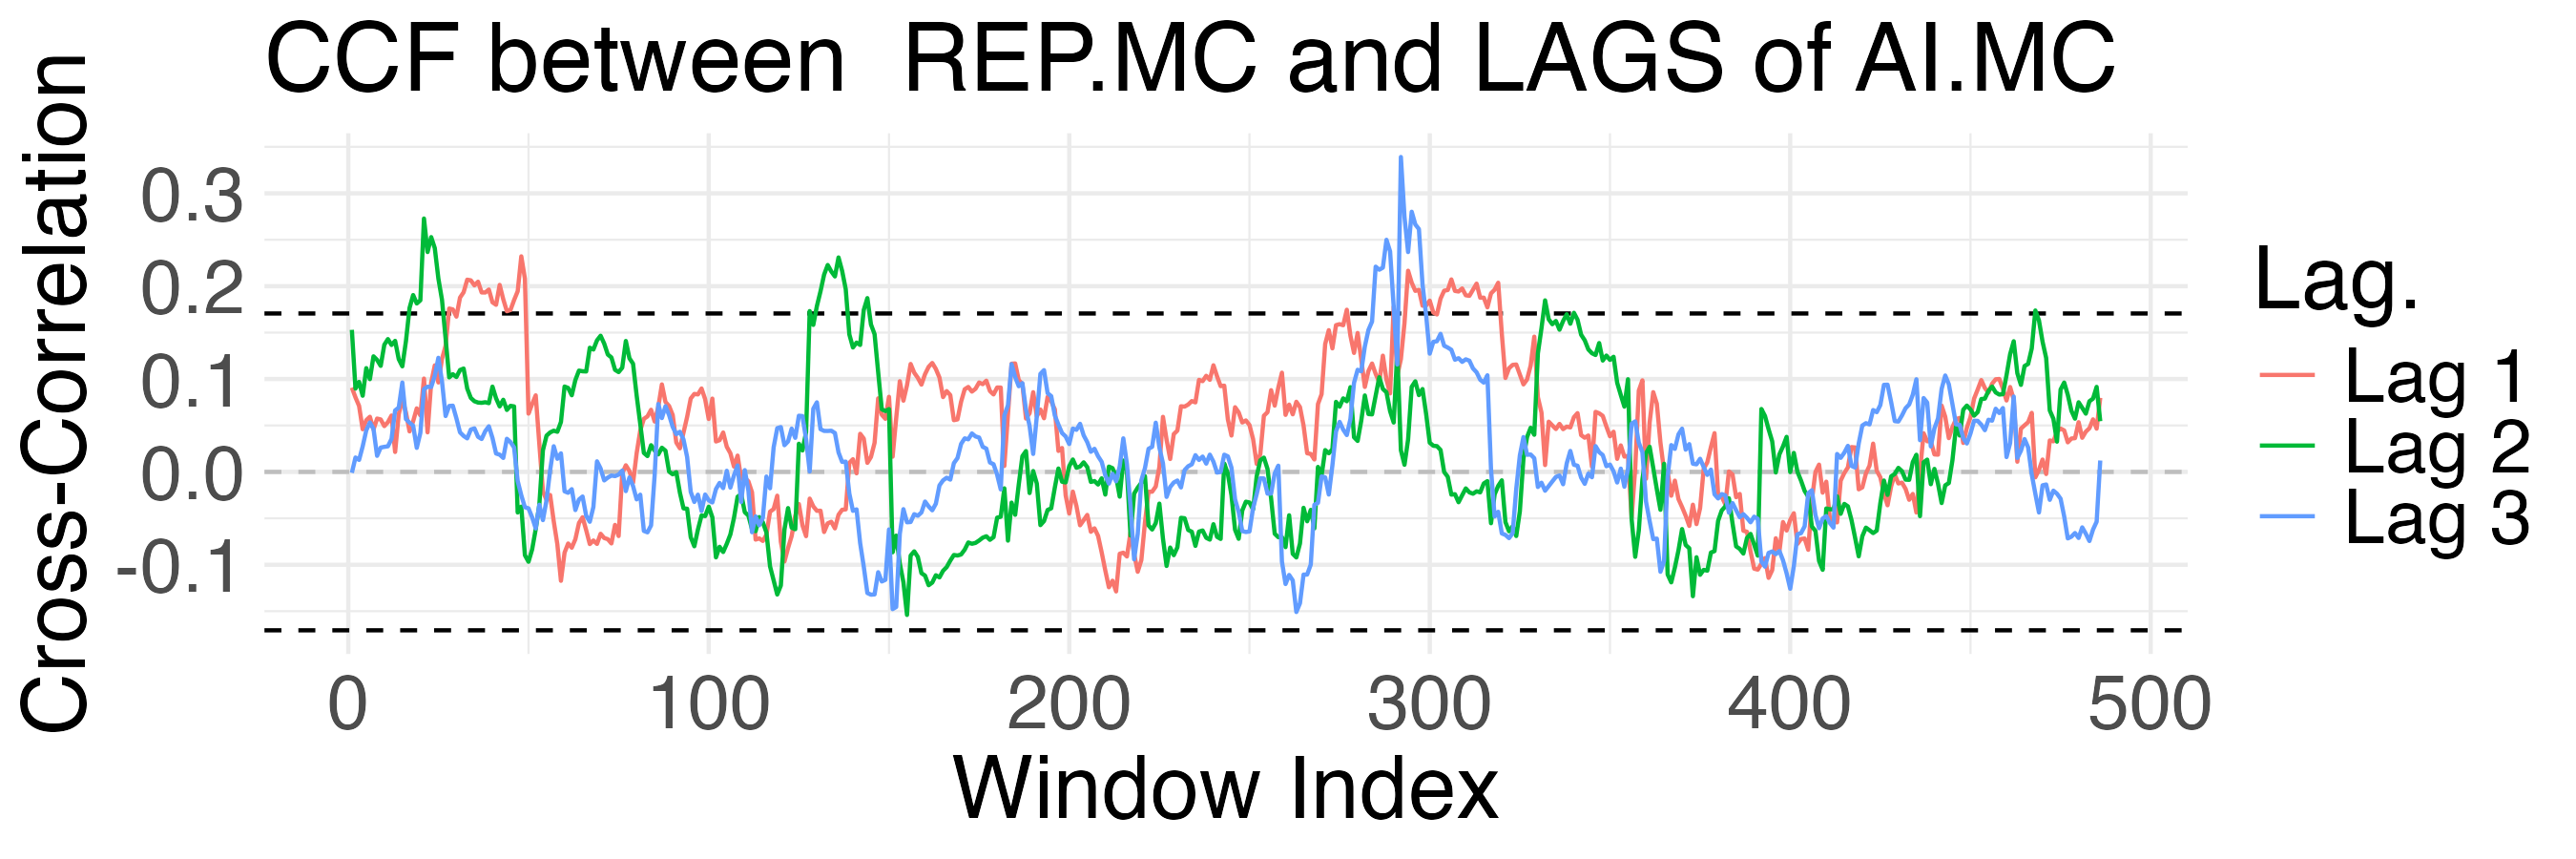 CCF between  REP.MC and LAGS of AI.MC
Cross-Correlation
0.3
0.2
0.1
0.0
-0.1
0 100 200 300 400 500
Window Index
Lag.
Lag 1
Lag 2
Lag 3